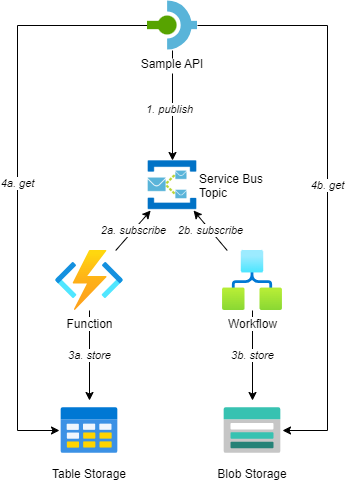 Sample API
1. publish
4a. get
4b. get
Service Bus
Topic
2a. subscribe
2b. subscribe
Function
Workflow
3a. store
3b. store
Table Storage
Blob Storage